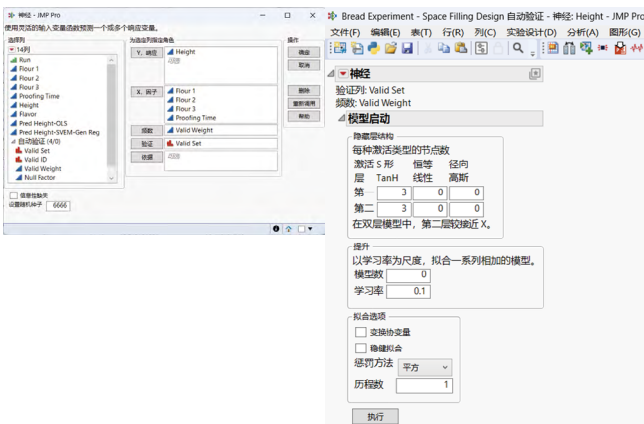 神经 - JMP Pro
使用灵活的输入变量函数预测一个或多个响应变量。
选择列
14列
Run
Flour 1
Flour 2
Flour 3
Proofing Time
Height
Flavor
Pred Height-OLS
Pred Height-SVEM-Gen Reg
自动验证 (4/0)
Valid Set
Valid ID
Valid Weight
Null Factor
信息性缺失
设置随机种子 6666
为选定列指定角色
Y, 响应 Height
可选
X, 因子 Flour 1
Flour 2
Flour 3
Proofing Time
频数 Valid Weight
验证 Valid Set
依据 可选
操作
确定
取消
删除
重新调用
帮助
Bread Experiment - Space Filling Design 自动验证 - 神经: Height - JMP Pro
文件(F) 编辑(E) 表(T) 行(R) 列(C) 实验设计(D) 分析(A) 图形(G)
神经
验证列: Valid Set
频数: Valid Weight
模型启动
隐藏层结构
每种激活类型的节点数
激活 S 形 恒等 径向
层 TanH 线性 高斯
第一 3 0 0
第二 3 0 0
在双层模型中，第二层较接近 X。
提升
以学习率为尺度，拟合一系列相加的模型。
模型数 0
学习率 0.1
拟合选项
变换协变量
稳健拟合
惩罚方法 平方
历程数 1
执行